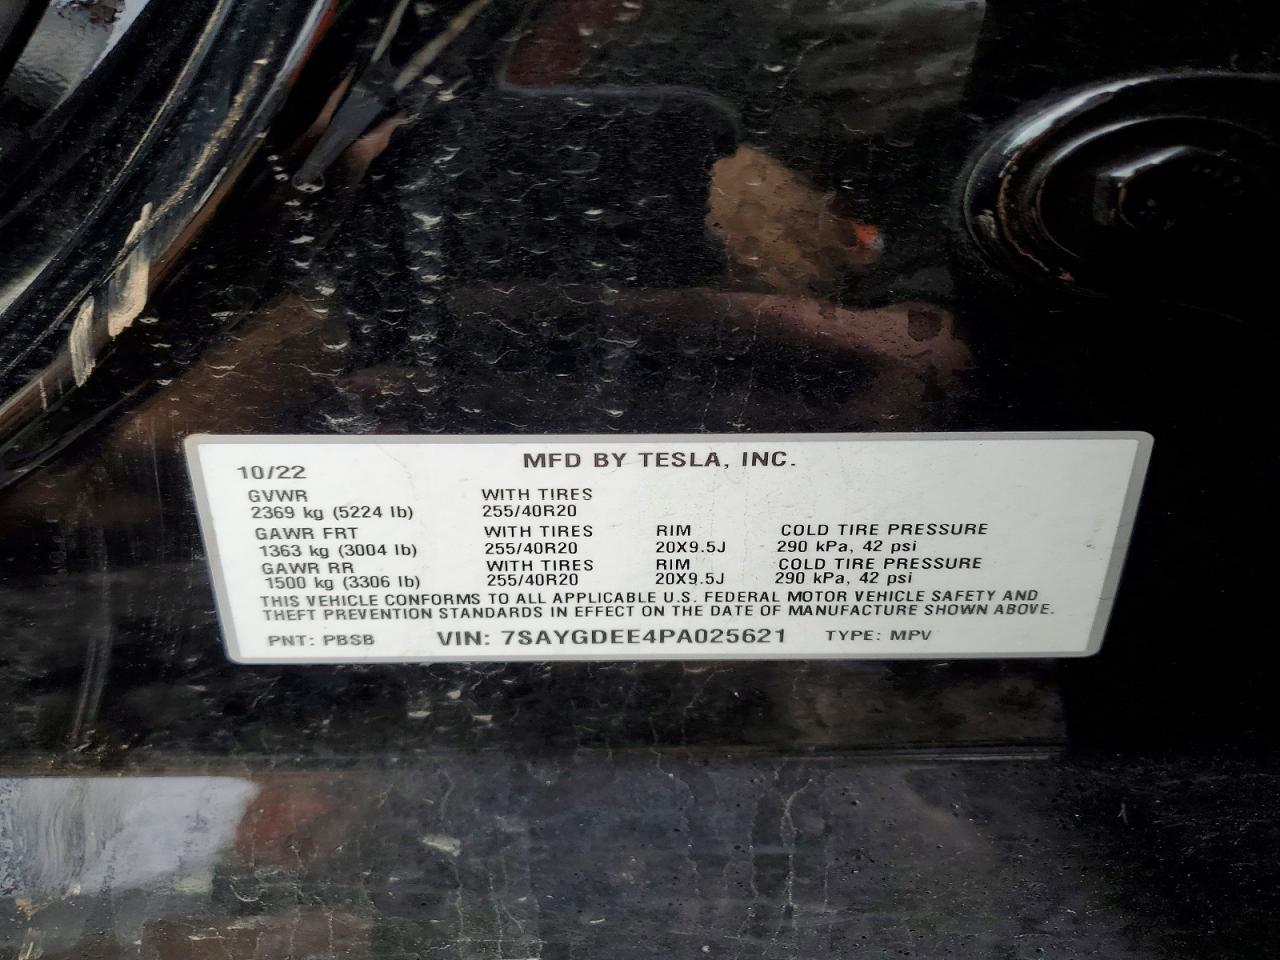 MFD BY TESLA, INC.
10/22
GVWR WITH TIRES
2369 kg (5224 lb) 255/40R20
GAWR FRT WITH TIRES RIM COLD TIRE PRESSURE
1363 kg (3004 lb) 255/40R20 20X9.5J 290 kPa, 42 psi
GAWR RR WITH TIRES RIM COLD TIRE PRESSURE
1500 kg (3306 lb) 255/40R20 20X9.5J 290 kPa, 42 psi
THIS VEHICLE CONFORMS TO ALL APPLICABLE U.S. FEDERAL MOTOR VEHICLE SAFETY AND
THEFT PREVENTION STANDARDS IN EFFECT ON THE DATE OF MANUFACTURE SHOWN ABOVE.
PNT: PBSB VIN: 7SAYGDEE4PA025621 TYPE: MPV